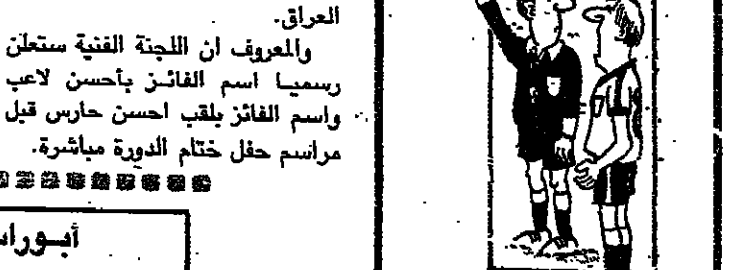 العراق.
والمعروف ان اللجنة الفنية ستعلن
رسميا اسم الفائز بأحسن لاعب
واسم الفائز بلقب احسن حارس قبل
مراسم حفل ختام الدورة مباشرة.